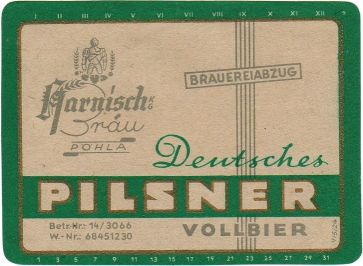 I II III IV V VI VII VIII IX X XI XII
Harnisch KG
Bräu
PÖHLA
BRAUEREIABZUG
Deutsches
PILSNER
VOLLBIER
Betr.-Nr.: 14/3066
W.-Nr.: 68451230
1 3 5 7 9 11 13 15 17 19 21 23 25 27 29 31